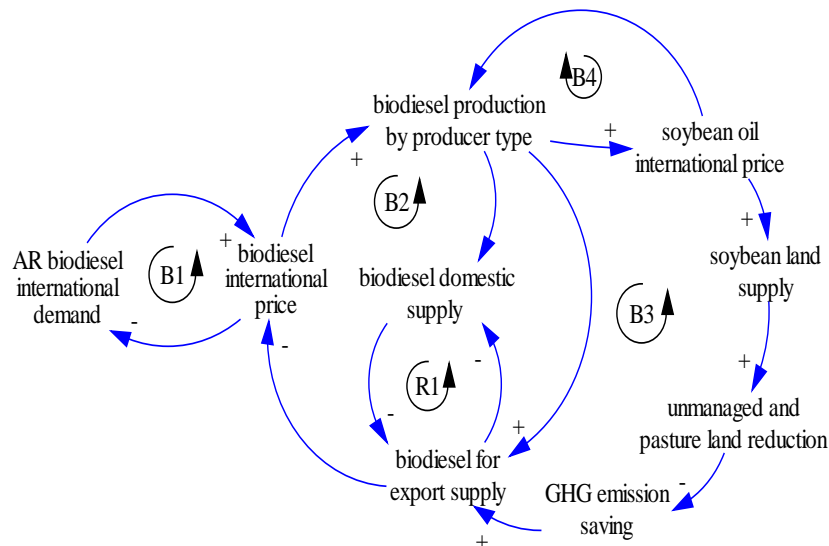 B4
biodiesel production
by producer type
+
soybean oil
international price
+
B2
+
+
AR biodiesel
international
demand
B1
biodiesel
international
price
biodiesel domestic
supply
soybean land
supply
-
B3
-
-
R1
+
-
+
unmanaged and
pasture land reduction
biodiesel for
export supply
GHG emission
saving
-
+